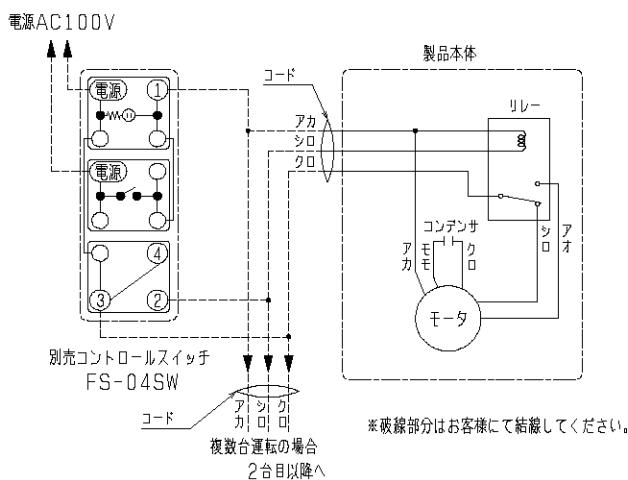 電源AC100V
電源
1
電源
4
3
2
別売コントロールスイッチ
FS-04SW
コード
アカ
シロ
クロ
製品本体
リレー
コンデンサ
アカ
モモ
クロ
シロ
アオ
モータ
コード
アカ
シロ
クロ
複数台運転の場合
2台目以降へ
※破線部分はお客様にて結線してください。